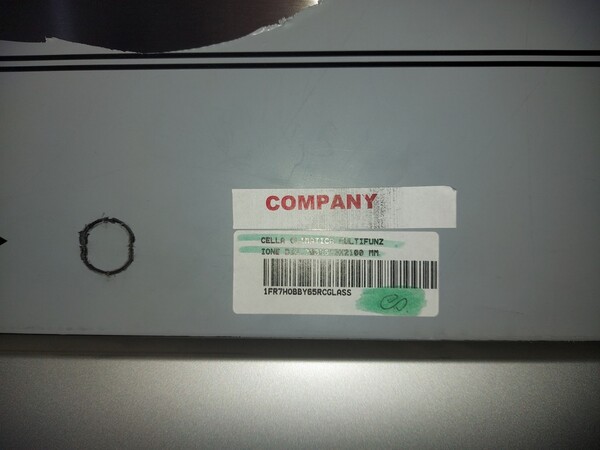 COMPANY
CELLA MULTIFUNZ
IONE MM.
1FR7HOBBY65RCGLASS